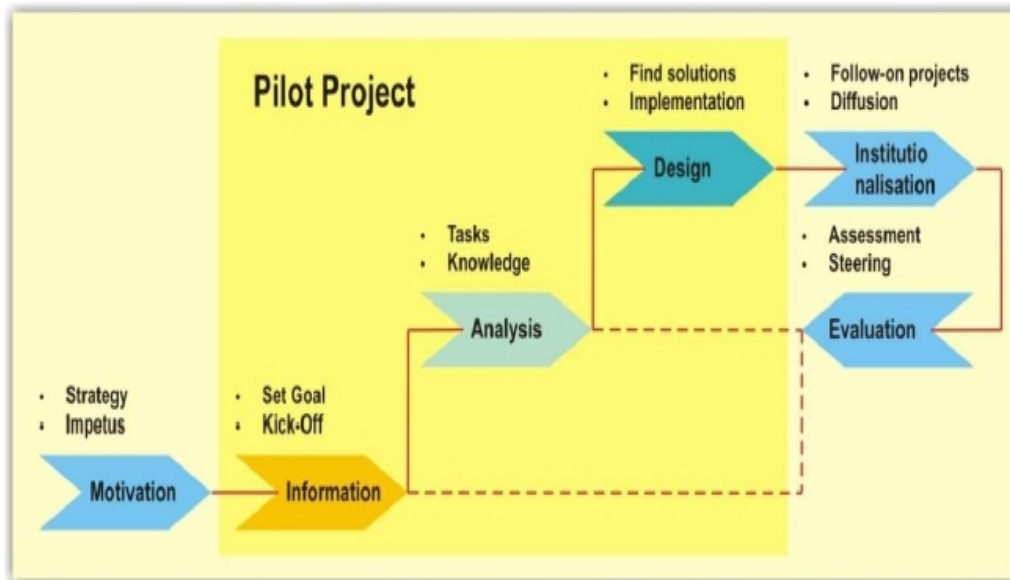 Pilot Project
• Find solutions
• Implementation
Design
• Follow-on projects
• Diffusion
Institutio
nalisation
• Tasks
• Knowledge
Analysis
• Assessment
• Steering
Evaluation
• Strategy
• Impetus
Motivation
• Set Goal
• Kick-Off
Information